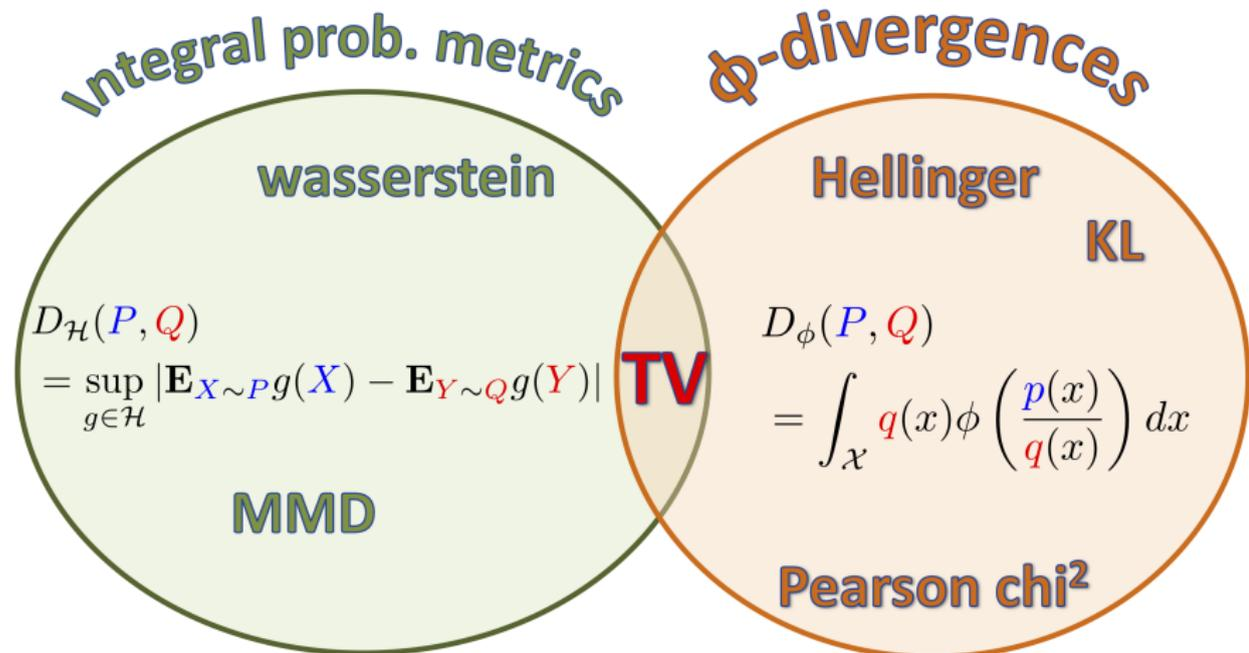 Integral prob. metrics
ϕ-divergences
wasserstein
Hellinger
KL
D_ℋ(P, Q)
= sup_{g∈ℋ} |𝐄_{X∼P} g(X) − 𝐄_{Y∼Q} g(Y)|
TV
D_ϕ(P, Q)
= ∫_𝒳 q(x)ϕ(p(x)/q(x)) dx
MMD
Pearson chi²